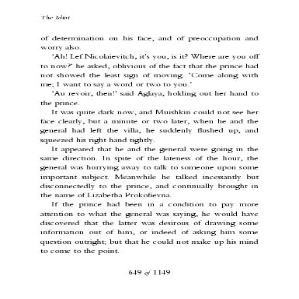 The Idiot
of determination on his face, and of preoccupation and
worry also.
'Ah! Lef Nicolaievitch, it's you, is it? Where are you off
to now?' he asked, oblivious of the fact that the prince had
not showed the least sign of moving. 'Come along with
me; I want to say a word or two to you.'
'Au revoir, then!' said Aglaya, holding out her hand to
the prince.
It was quite dark now, and Muishkin could not see her
face clearly, but a minute or two later, when he and the
general had left the villa, he suddenly flushed up, and
squeezed his right hand tightly.
It appeared that he and the general were going in the
same direction. In spite of the lateness of the hour, the
general was hurrying away to talk to someone upon some
important subject. Meanwhile he talked incessantly but
disconnectedly to the prince, and continually brought in
the name of Lizabetha Prokofievna.
If the prince had been in a condition to pay more
attention to what the general was saying, he would have
discovered that the latter was desirous of drawing some
information out of him, or indeed of asking him some
question outright; but that he could not make up his mind
to come to the point.
649 of 1149